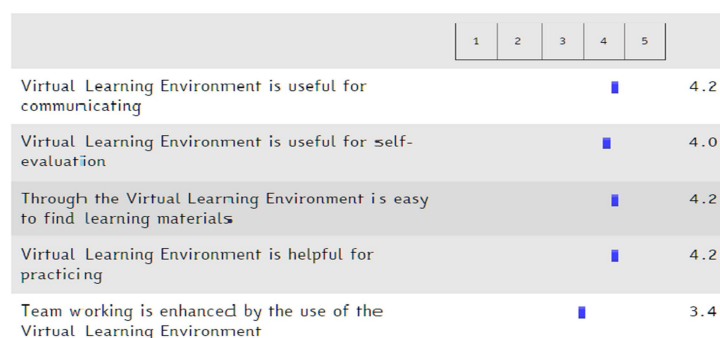 1 2 3 4 5
Virtual Learning Environment is useful for
communicating
4.2
Virtual Learning Environment is useful for self-
evaluation
4.0
Through the Virtual Learning Environment is easy
to find learning materials
4.2
Virtual Learning Environment is helpful for
practicing
4.2
Team working is enhanced by the use of the
Virtual Learning Environment
3.4